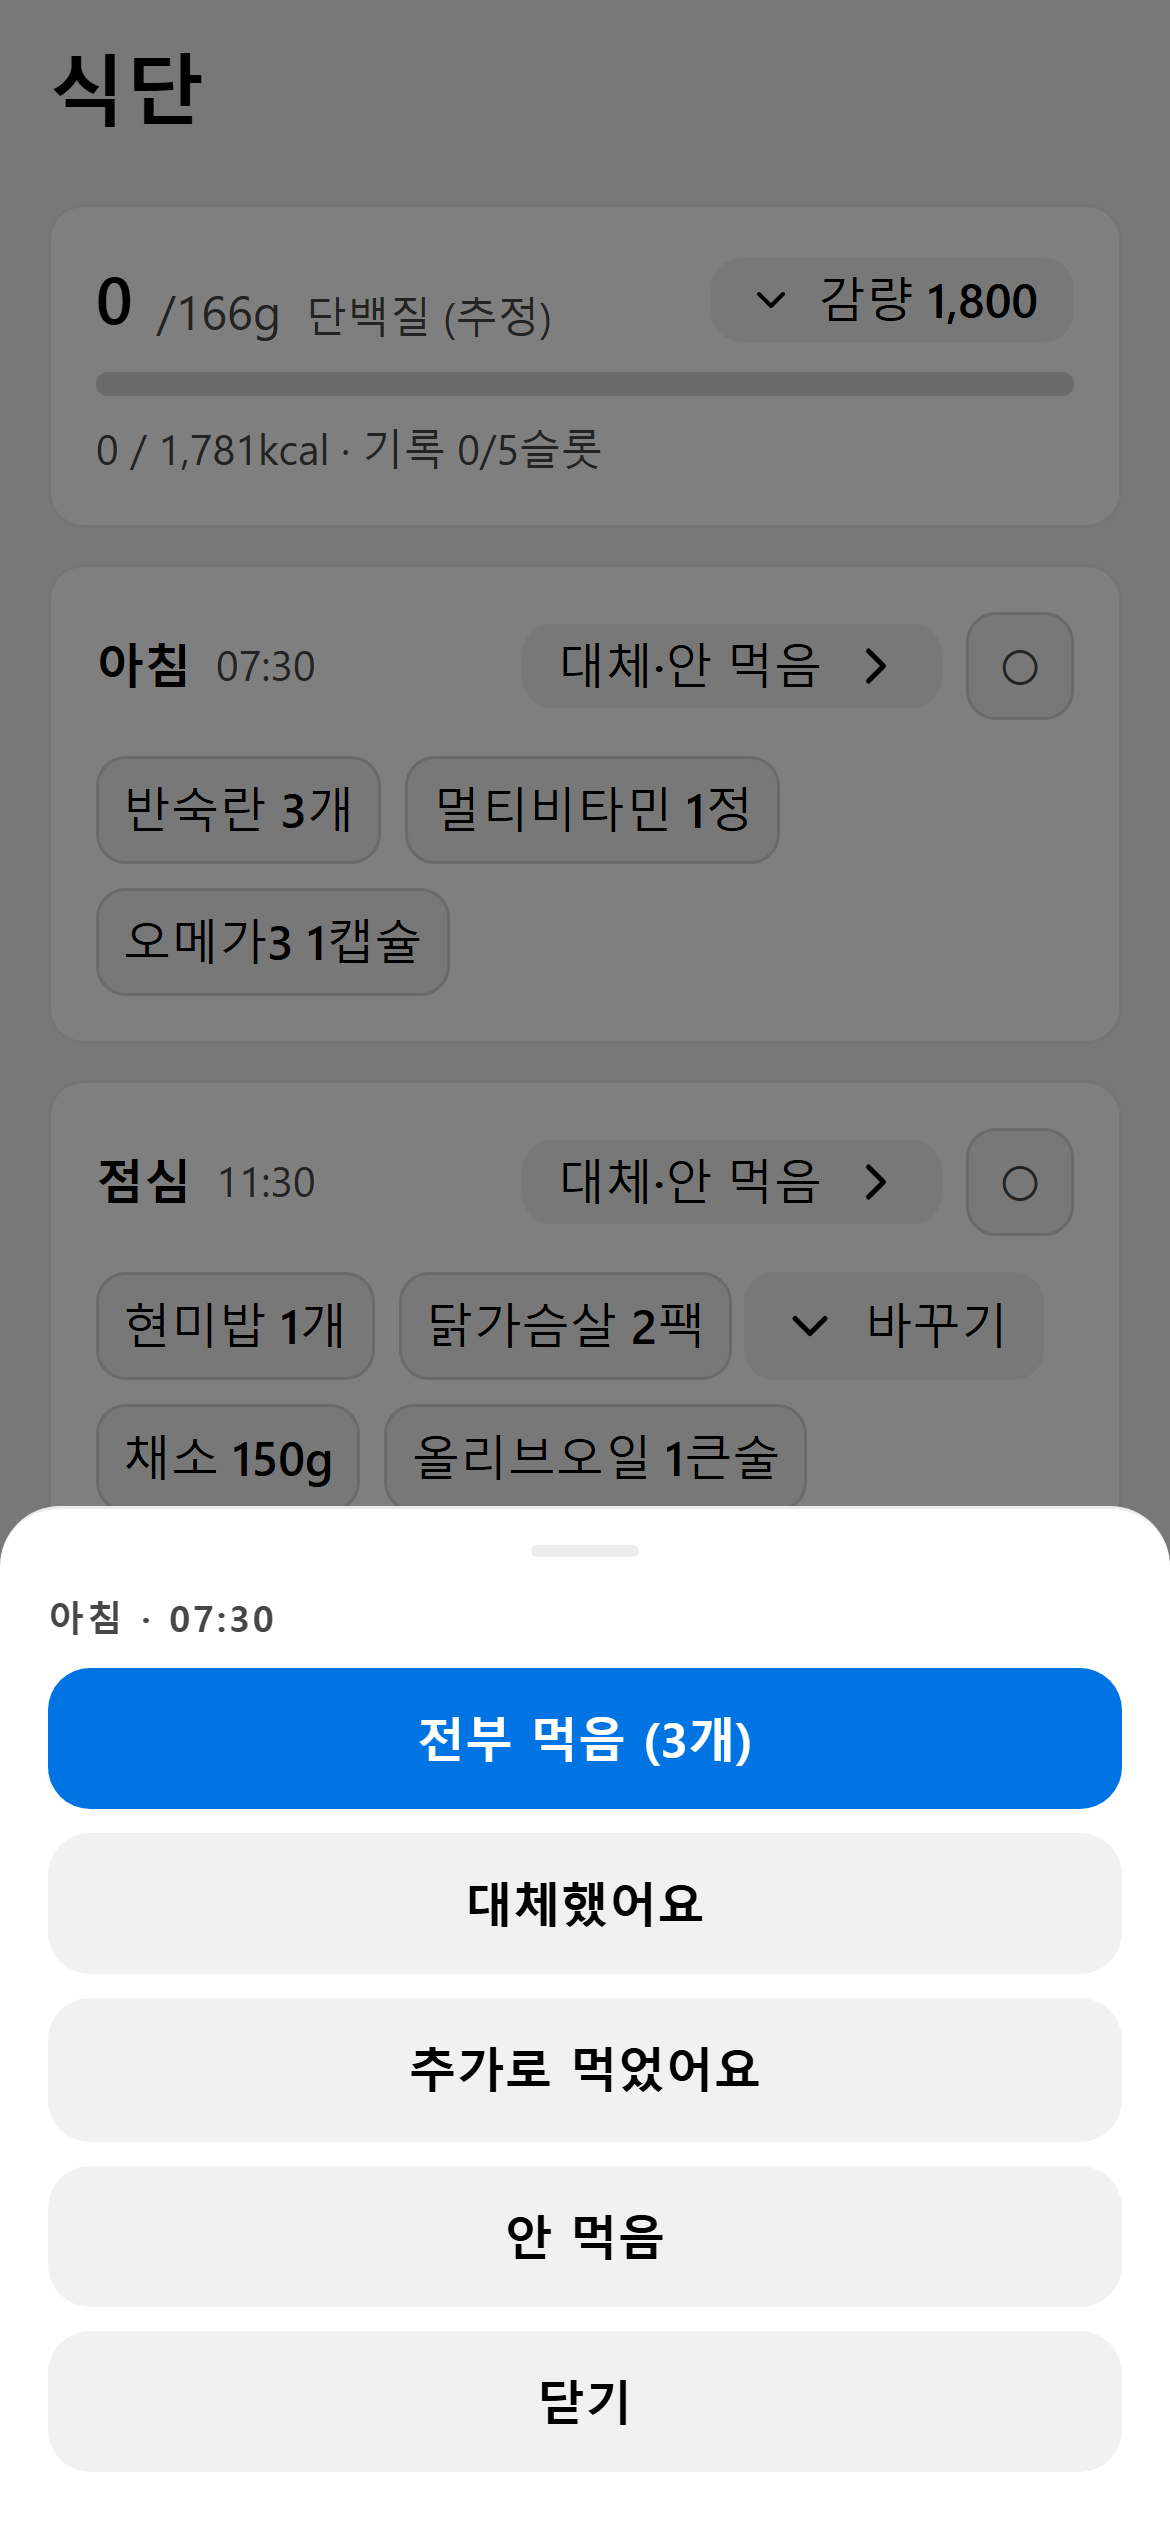 식단
0 /166g 단백질 (추정) 감량 1,800
0 / 1,781kcal · 기록 0/5슬롯
아침 07:30 대체·안 먹음
반숙란 3개 멀티비타민 1정
오메가3 1캡슐
점심 11:30 대체·안 먹음
현미밥 1개 닭가슴살 2팩 바꾸기
채소 150g 올리브오일 1큰술
아침 · 07:30
전부 먹음 (3개)
대체했어요
추가로 먹었어요
안 먹음
닫기